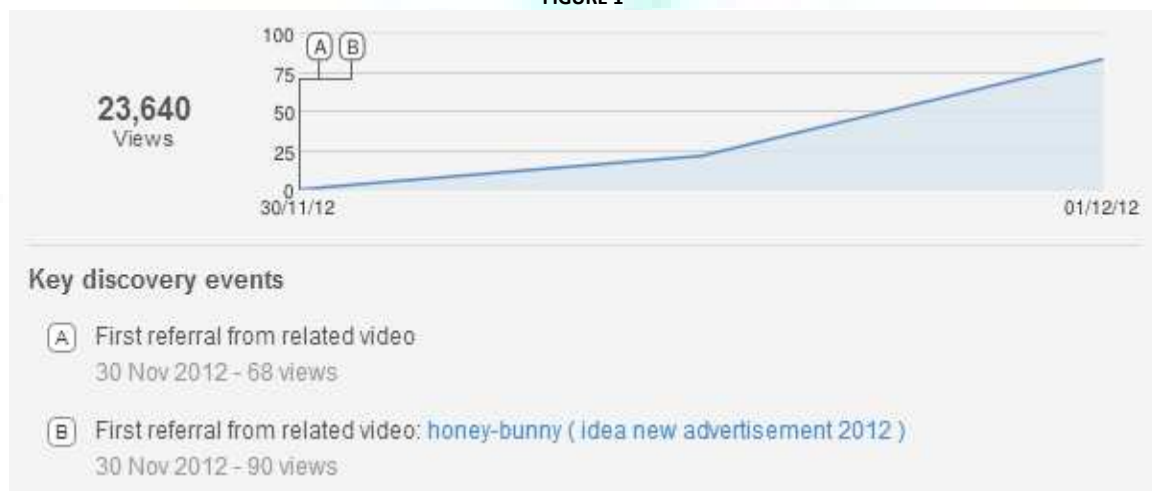 FIGURE 1
100
A B
75
23,640
Views
50
25
0
30/11/12
01/12/12
Key discovery events
A First referral from related video
30 Nov 2012 - 68 views
B First referral from related video: honey-bunny ( idea new advertisement 2012 )
30 Nov 2012 - 90 views